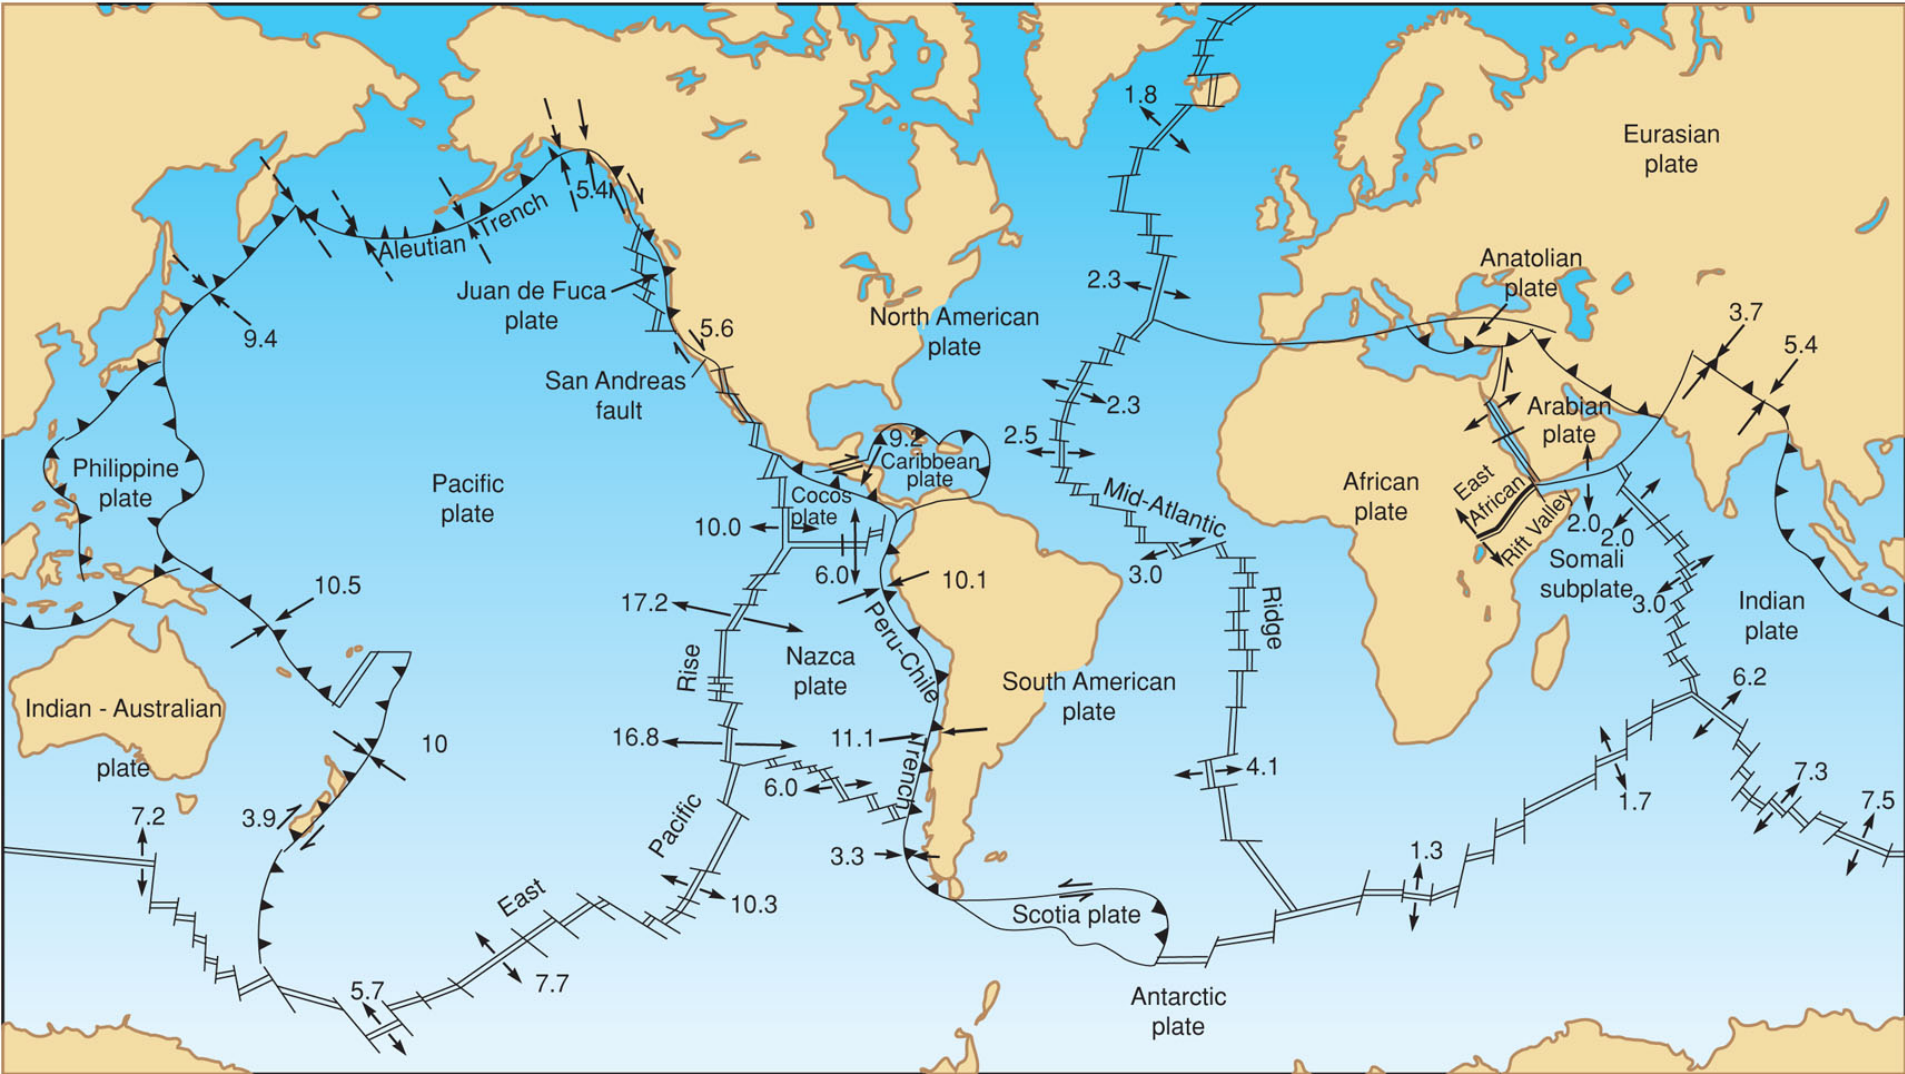 1.8
Eurasian
plate
5.4
Aleutian Trench
Anatolian
plate
2.3
Juan de Fuca
plate
North American
plate
5.6
3.7
5.4
9.4
San Andreas
fault
2.3
Arabian
plate
2.5
9.2
Caribbean
plate
Philippine
plate
Pacific
plate
Cocos
plate
Mid-Atlantic
Ridge
African
plate
East
African
Rift Valley
10.0
2.0
2.0
6.0
3.0
10.1
Somali
subplate
3.0
10.5
17.2
Indian
plate
Peru-Chile
Trench
Nazca
plate
Rise
Pacific
East
South American
plate
6.2
Indian - Australian
plate
10
16.8
11.1
4.1
7.3
1.7
7.5
6.0
7.2
3.9
3.3
1.3
10.3
Scotia plate
7.7
5.7
Antarctic
plate